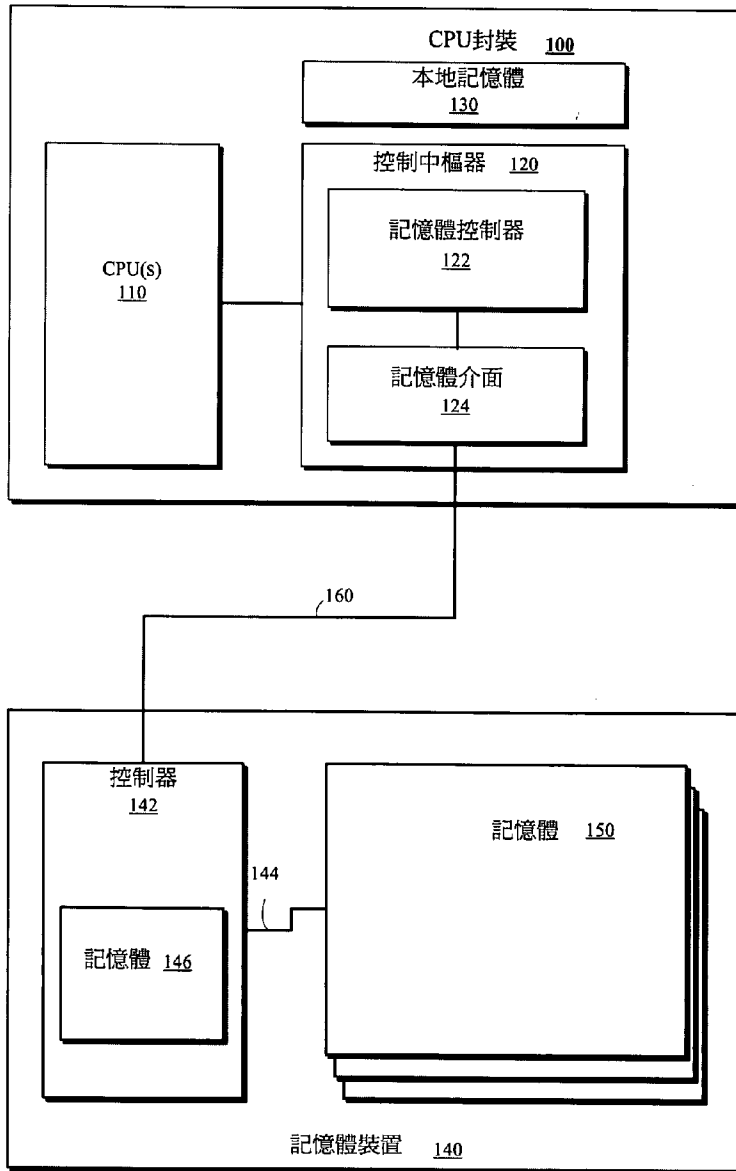 CPU封裝 100
本地記憶體
130
控制中樞器 120
記憶體控制器
122
CPU(s)
110
記憶體介面
124
160
控制器
142
記憶體 150
144
記憶體 146
記憶體裝置 140